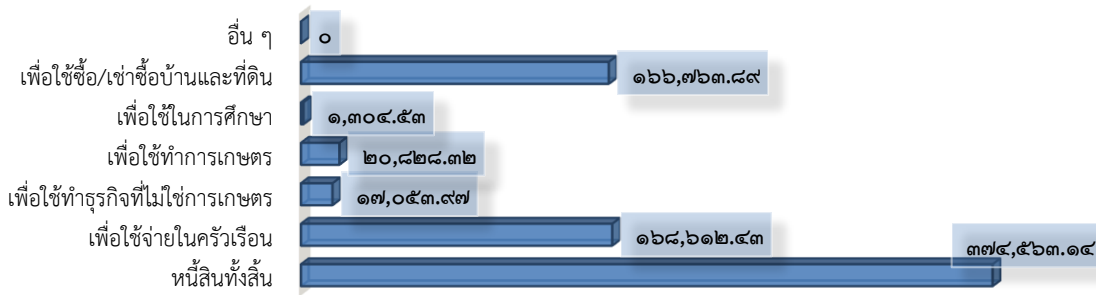 อื่น ๆ ๐
เพื่อใช้ซื้อ/เช่าซื้อบ้านและที่ดิน ๑๖๖,๗๖๓.๘๙
เพื่อใช้ในการศึกษา ๑,๓๐๔.๕๓
เพื่อใช้ทำการเกษตร ๒๐,๘๒๘.๓๒
เพื่อใช้ทำธุรกิจที่ไม่ใช่การเกษตร ๑๗,๐๕๓.๙๗
เพื่อใช้จ่ายในครัวเรือน ๑๖๘,๖๑๒.๔๓
หนี้สินทั้งสิ้น ๓๗๔,๕๖๓.๑๔